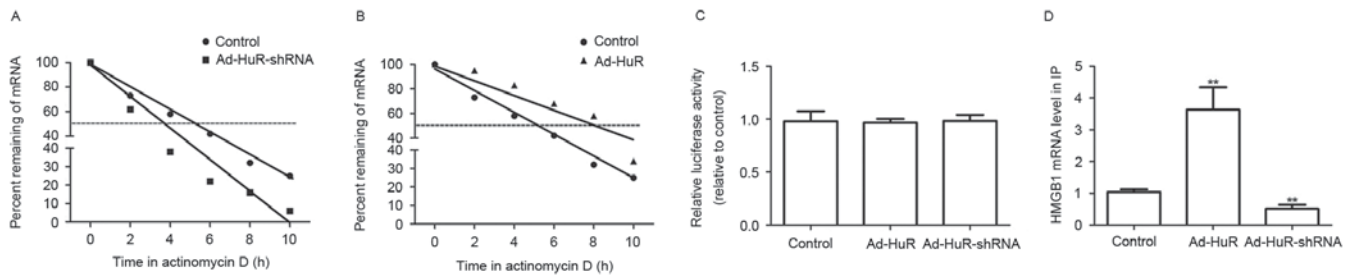 A
Control
Ad-HuR-shRNA
Percent remaining of mRNA
100
80
60
40
40
30
20
10
0
0 2 4 6 8 10
Time in actinomycin D (h)
B
Control
Ad-HuR
Percent remaining of mRNA
100
80
60
40
40
30
20
10
0
0 2 4 6 8 10
Time in actinomycin D (h)
C
Relative luciferase activity
(relative to control)
1.5
1.0
0.5
0.0
Control Ad-HuR Ad-HuR-shRNA
D
HMGB1 mRNA level in IP
5
4
3
2
1
0
**
**
Control Ad-HuR Ad-HuR-shRNA